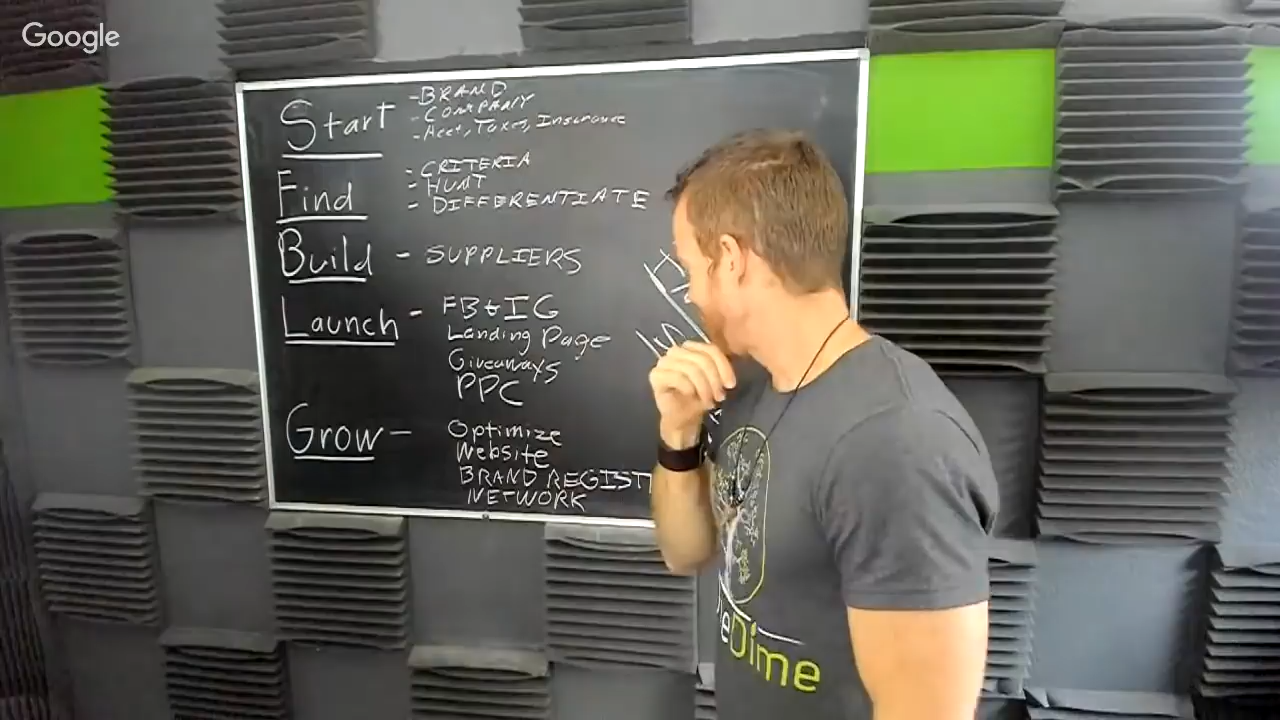 Google
Start
-BRAND
-COMPANY
-Acct, Taxes, Insurance
Find
-CRITERIA
-HUNT
-DIFFERENTIATE
Build - SUPPLIERS
Launch - FB & IG
Landing Page
Giveaways
PPC
Grow - Optimize
Website
BRAND REGIST
NETWORK
Dime